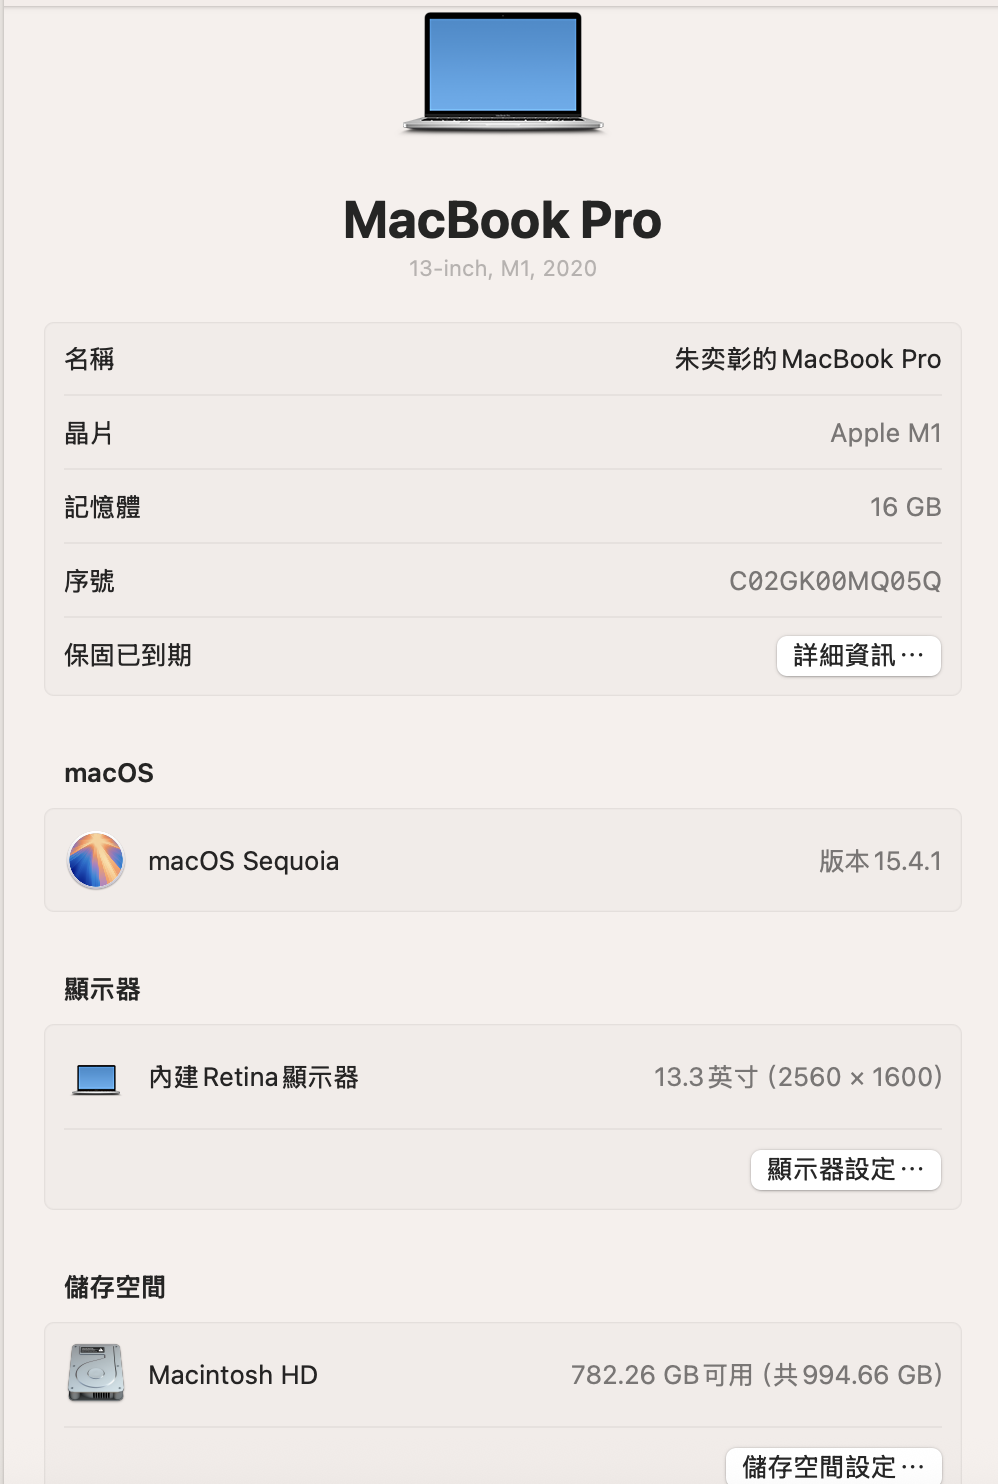 MacBook Pro
13-inch, M1, 2020
名稱 朱奕彰的MacBook Pro
晶片 Apple M1
記憶體 16 GB
序號 C02GK00MQ05Q
保固已到期 詳細資訊⋯
macOS
macOS Sequoia 版本15.4.1
顯示器
內建Retina顯示器 13.3英寸 (2560 × 1600)
顯示器設定⋯
儲存空間
Macintosh HD 782.26 GB可用 (共994.66 GB)
儲存空間設定⋯